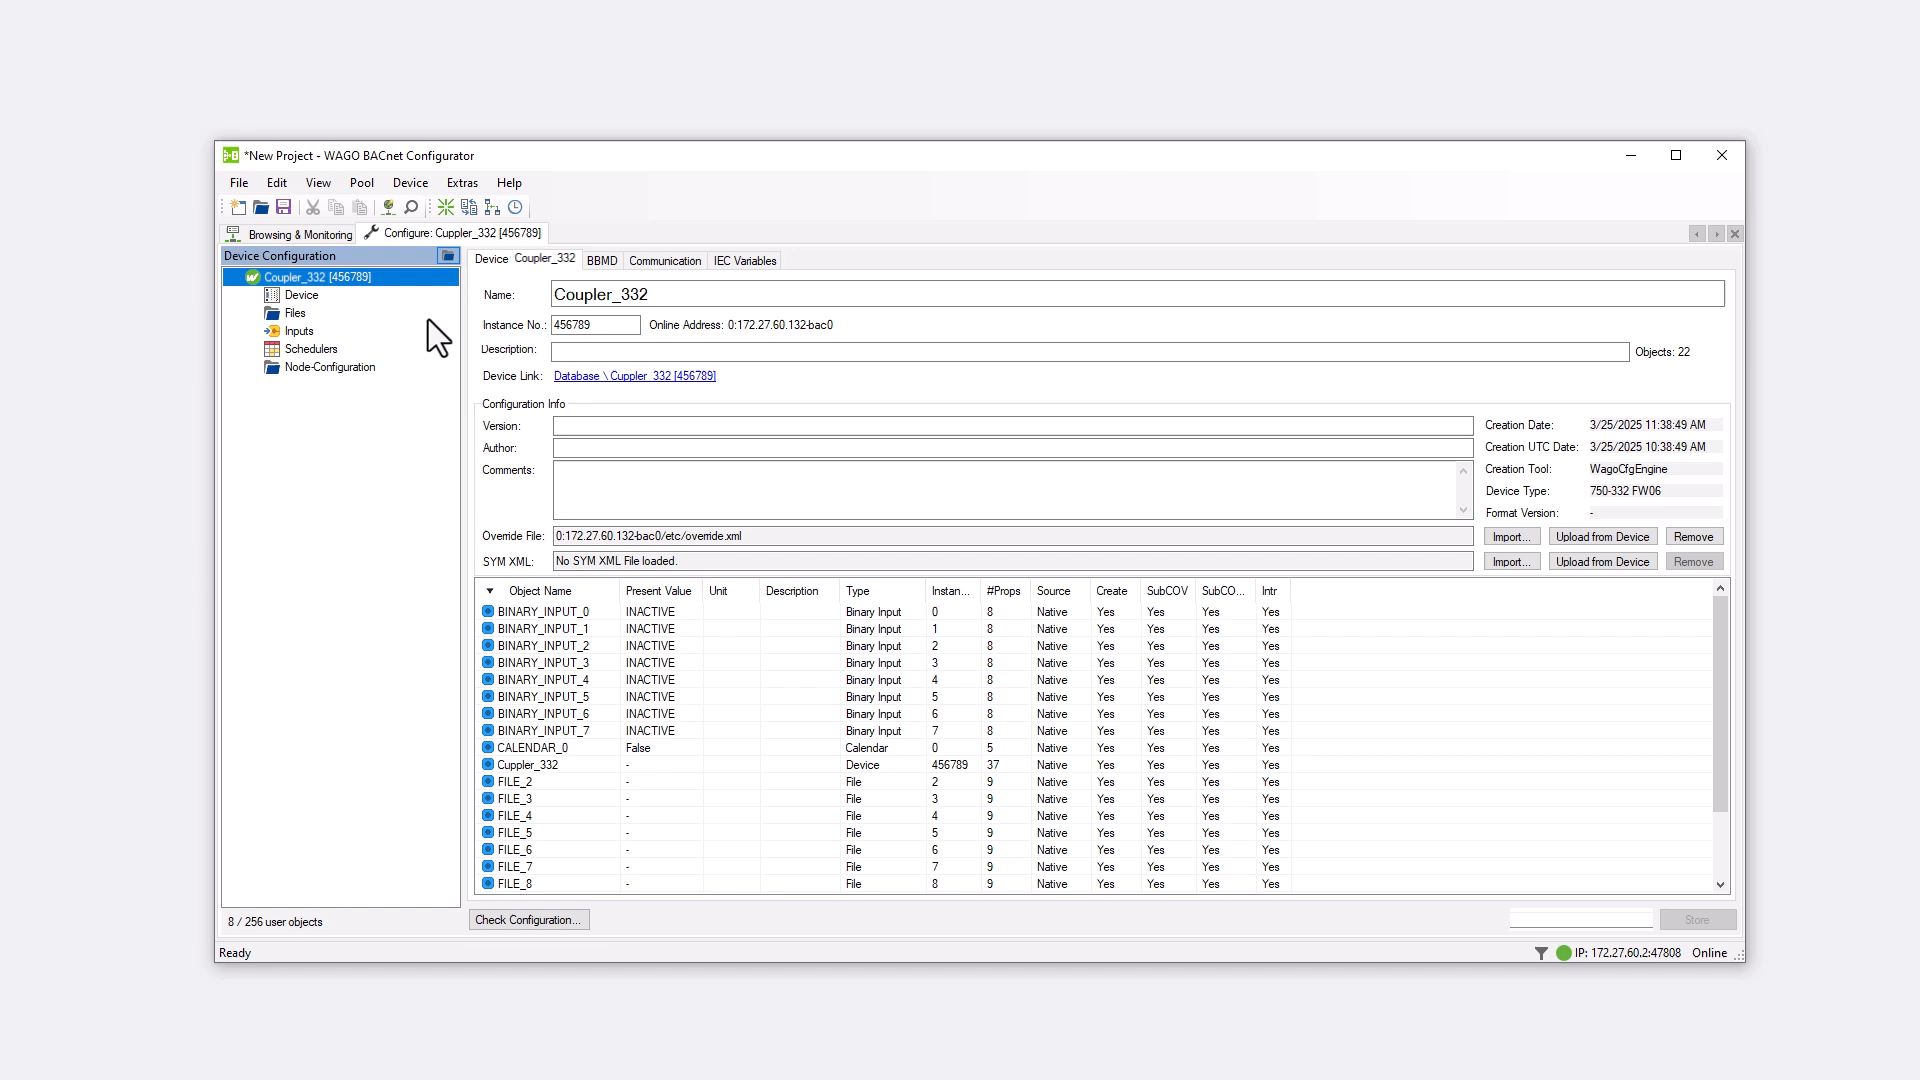 *New Project - WAGO BACnet Configurator
File Edit View Pool Device Extras Help
Browsing & Monitoring Configure: Cuppler_332 [456789]
Device Configuration
Coupler_332 [456789]
Device
Files
Inputs
Schedulers
Node-Configuration
8 / 256 user objects
Device Coupler_332 BBMD Communication IEC Variables
Name: Coupler_332
Instance No.: 456789 Online Address: 0:172.27.60.132-bac0
Description: Objects: 22
Device Link: Database \ Cuppler_332 [456789]
Configuration Info
Version: Creation Date: 3/25/2025 11:38:49 AM
Author: Creation UTC Date: 3/25/2025 10:38:49 AM
Comments: Creation Tool: WagoCfgEngine
Device Type: 750-332 FW06
Format Version: -
Override File: 0:172.27.60.132-bac0/etc/override.xml Import... Upload from Device Remove
SYM XML: No SYM XML File loaded. Import... Upload from Device Remove
Object Name Present Value Unit Description Type Instan... #Props Source Create SubCOV SubCO... Intr
BINARY_INPUT_0 INACTIVE Binary Input 0 8 Native Yes Yes Yes Yes
BINARY_INPUT_1 INACTIVE Binary Input 1 8 Native Yes Yes Yes Yes
BINARY_INPUT_2 INACTIVE Binary Input 2 8 Native Yes Yes Yes Yes
BINARY_INPUT_3 INACTIVE Binary Input 3 8 Native Yes Yes Yes Yes
BINARY_INPUT_4 INACTIVE Binary Input 4 8 Native Yes Yes Yes Yes
BINARY_INPUT_5 INACTIVE Binary Input 5 8 Native Yes Yes Yes Yes
BINARY_INPUT_6 INACTIVE Binary Input 6 8 Native Yes Yes Yes Yes
BINARY_INPUT_7 INACTIVE Binary Input 7 8 Native Yes Yes Yes Yes
CALENDAR_0 False Calendar 0 5 Native Yes Yes Yes Yes
Cuppler_332 - Device 456789 37 Native Yes Yes Yes Yes
FILE_2 - File 2 9 Native Yes Yes Yes Yes
FILE_3 - File 3 9 Native Yes Yes Yes Yes
FILE_4 - File 4 9 Native Yes Yes Yes Yes
FILE_5 - File 5 9 Native Yes Yes Yes Yes
FILE_6 - File 6 9 Native Yes Yes Yes Yes
FILE_7 - File 7 9 Native Yes Yes Yes Yes
FILE_8 - File 8 9 Native Yes Yes Yes Yes
Check Configuration... Store
Ready IP: 172.27.60.2:47808 Online